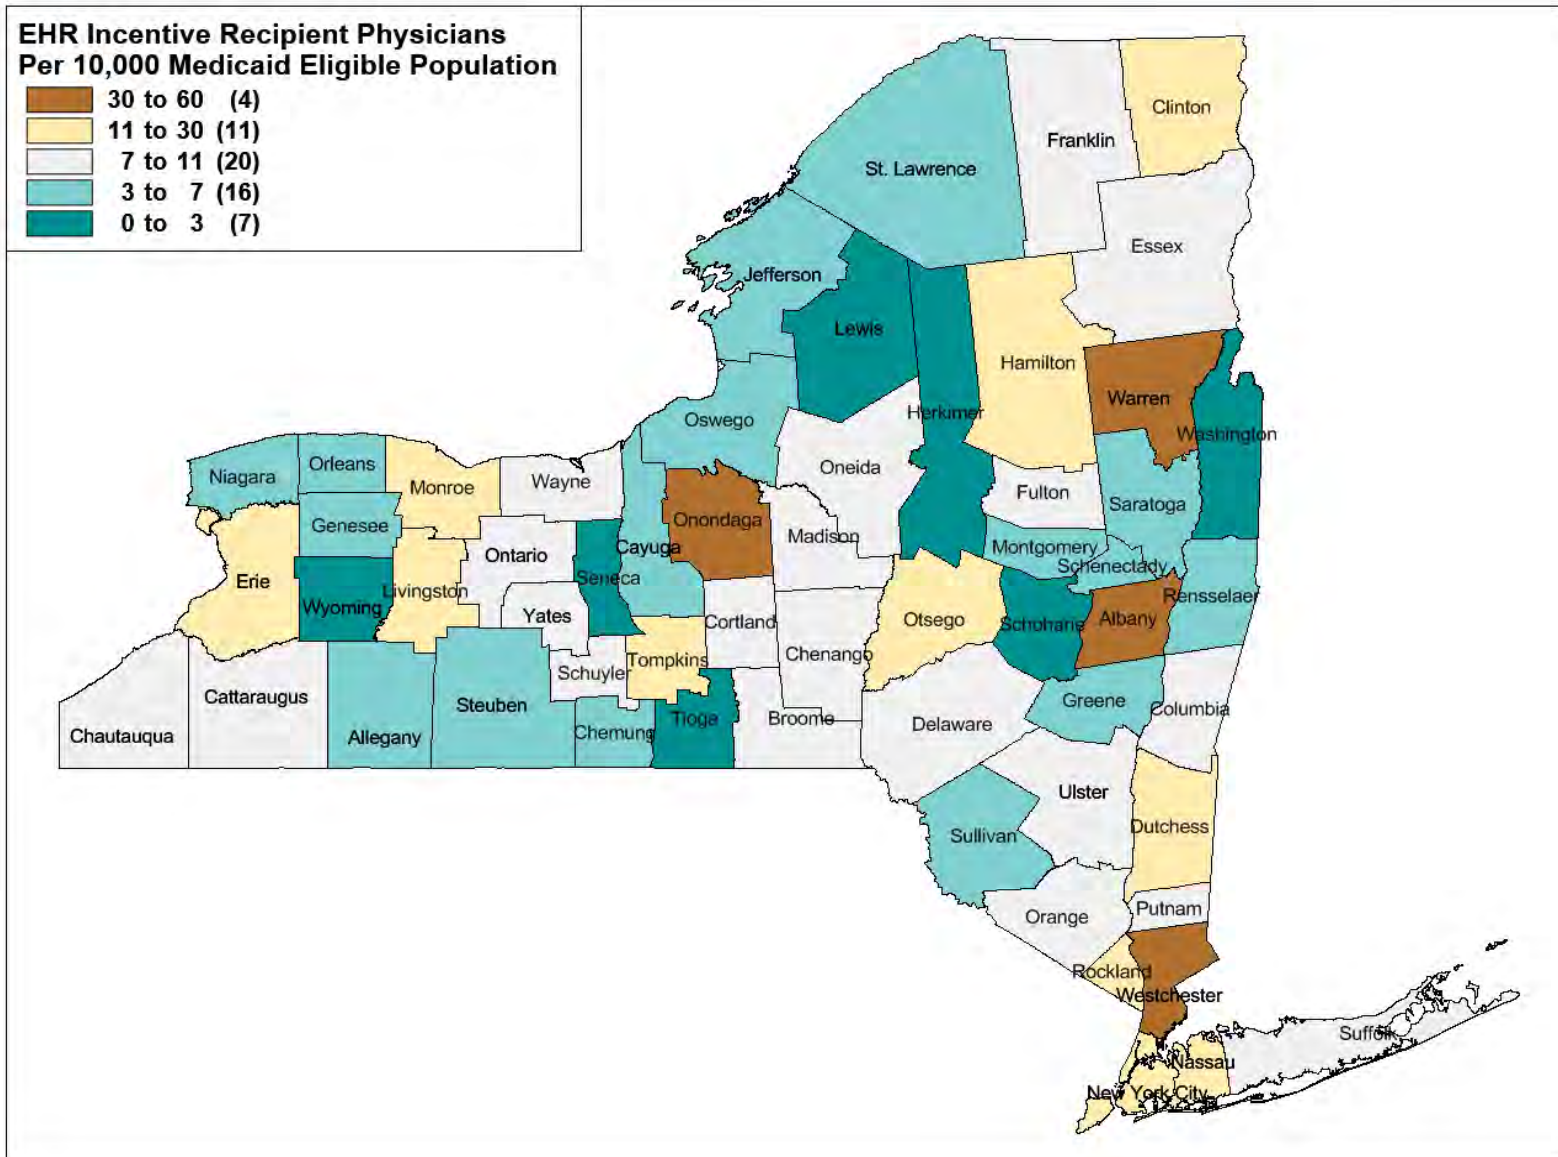 EHR Incentive Recipient Physicians
Per 10,000 Medicaid Eligible Population
30 to 60 (4)
11 to 30 (11)
7 to 11 (20)
3 to 7 (16)
0 to 3 (7)
Clinton
Franklin
St. Lawrence
Essex
Jefferson
Lewis
Hamilton
Warren
Herkimer
Oswego
Washington
Oneida
Orleans
Niagara
Monroe
Wayne
Fulton
Saratoga
Onondaga
Genesee
Madison
Cayuga
Montgomery
Ontario
Schenectady
Seneca
Erie
Livingston
Rensselaer
Wyoming
Yates
Otsego
Albany
Cortland
Schoharie
Chenango
Tompkins
Schuyler
Cattaraugus
Steuben
Greene
Columbia
Tioga
Broome
Delaware
Chemung
Chautauqua
Allegany
Ulster
Dutchess
Sullivan
Putnam
Orange
Rockland
Westchester
Suffolk
Nassau
New York City